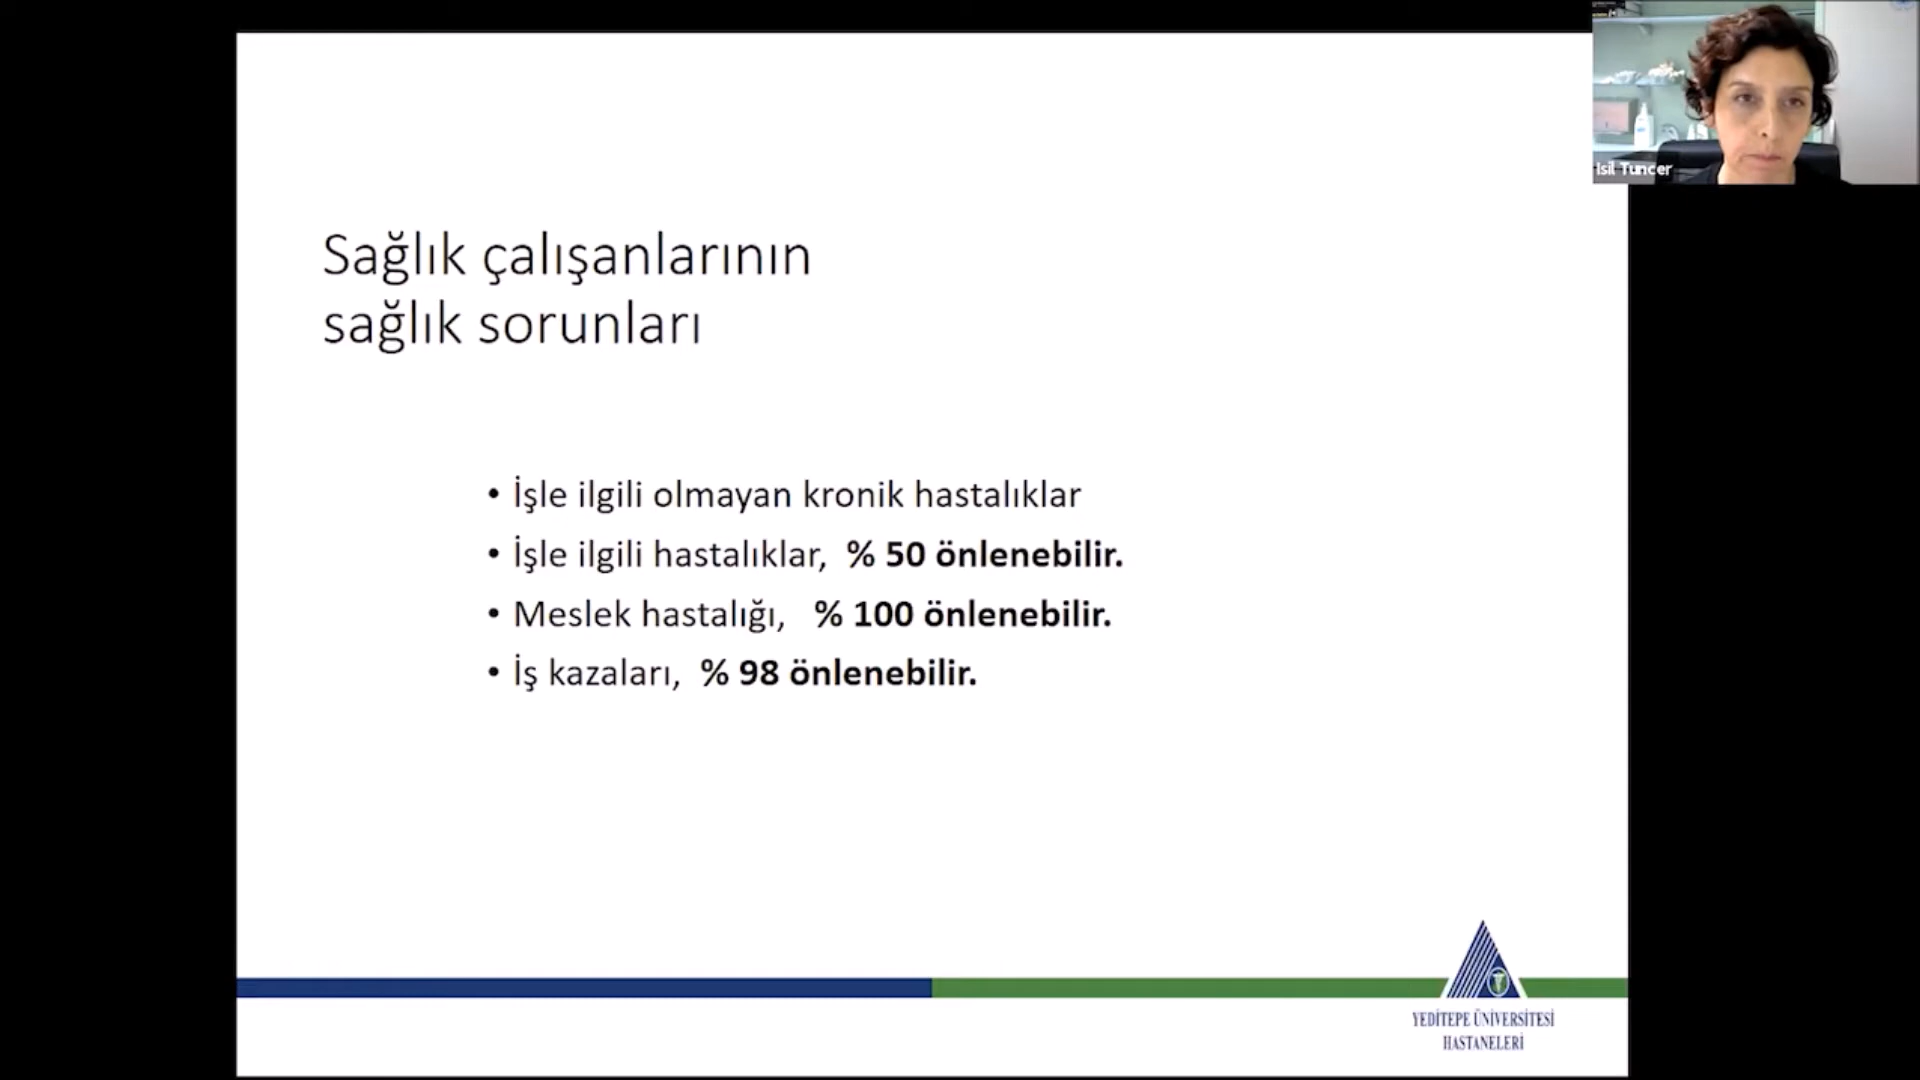 Isil Tuncer
Sağlık çalışanlarının
sağlık sorunları
• İşle ilgili olmayan kronik hastalıklar
• İşle ilgili hastalıklar, % 50 önlenebilir.
• Meslek hastalığı, % 100 önlenebilir.
• İş kazaları, % 98 önlenebilir.
YEDİTEPE ÜNİVERSİTESİ
HASTANELERİ